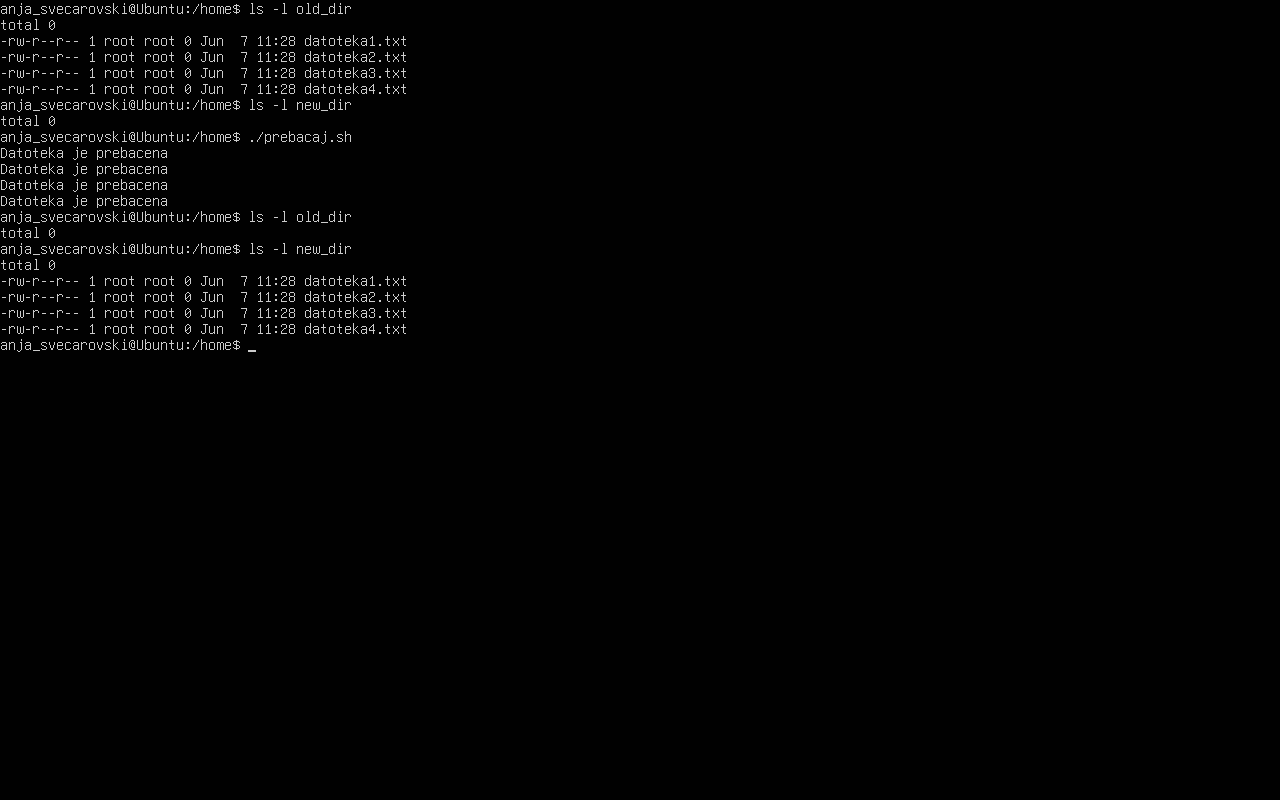 anja_svecarovski@Ubuntu:/home$ ls -l old_dir
total 0
-rw-r--r-- 1 root root 0 Jun  7 11:28 datoteka1.txt
-rw-r--r-- 1 root root 0 Jun  7 11:28 datoteka2.txt
-rw-r--r-- 1 root root 0 Jun  7 11:28 datoteka3.txt
-rw-r--r-- 1 root root 0 Jun  7 11:28 datoteka4.txt
anja_svecarovski@Ubuntu:/home$ ls -l new_dir
total 0
anja_svecarovski@Ubuntu:/home$ ./prebacaj.sh
Datoteka je prebacena
Datoteka je prebacena
Datoteka je prebacena
Datoteka je prebacena
anja_svecarovski@Ubuntu:/home$ ls -l old_dir
total 0
anja_svecarovski@Ubuntu:/home$ ls -l new_dir
total 0
-rw-r--r-- 1 root root 0 Jun  7 11:28 datoteka1.txt
-rw-r--r-- 1 root root 0 Jun  7 11:28 datoteka2.txt
-rw-r--r-- 1 root root 0 Jun  7 11:28 datoteka3.txt
-rw-r--r-- 1 root root 0 Jun  7 11:28 datoteka4.txt
anja_svecarovski@Ubuntu:/home$ _